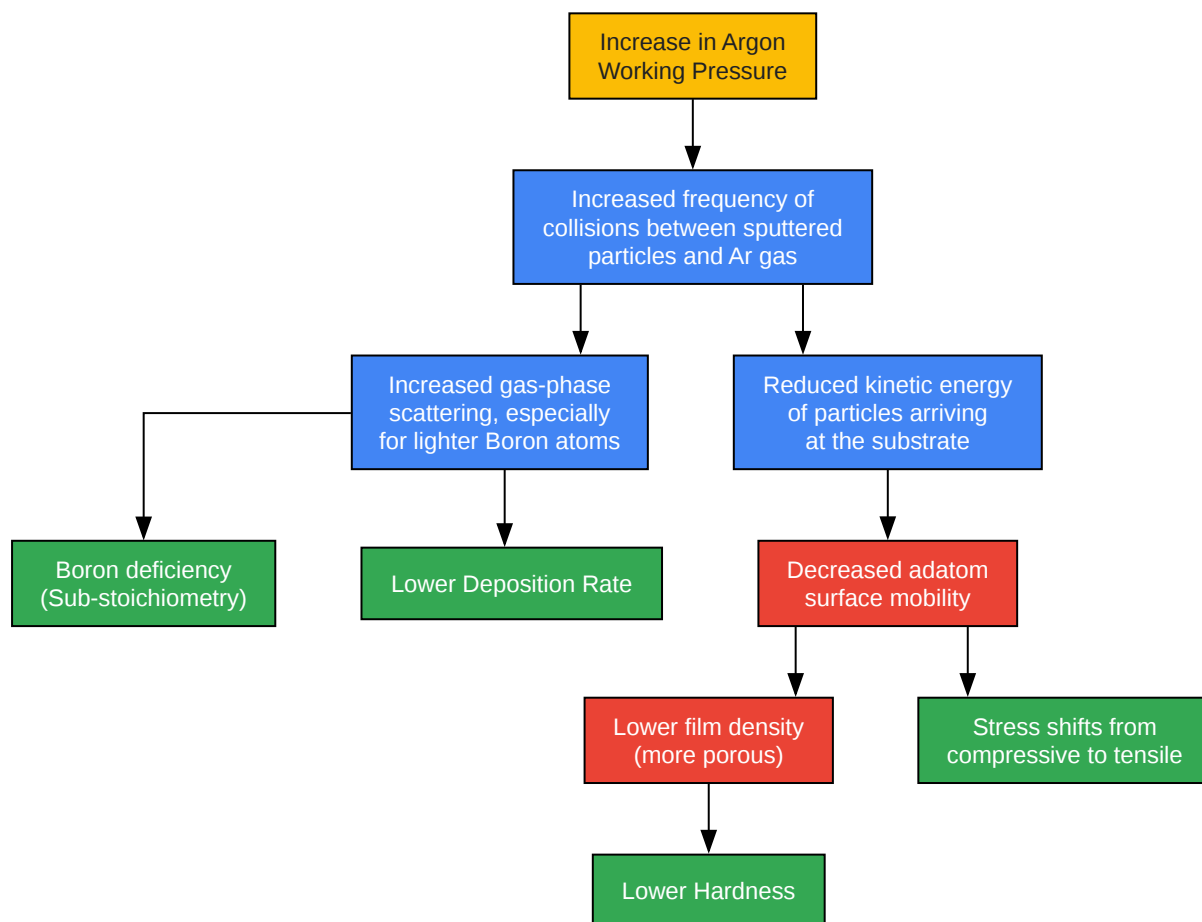 Increase in Argon
Working Pressure
Increased frequency of
collisions between sputtered
particles and Ar gas
Increased gas-phase
scattering, especially
for lighter Boron atoms
Reduced kinetic energy
of particles arriving
at the substrate
Boron deficiency
(Sub-stoichiometry)
Lower Deposition Rate
Decreased adatom
surface mobility
Lower film density
(more porous)
Stress shifts from
compressive to tensile
Lower Hardness